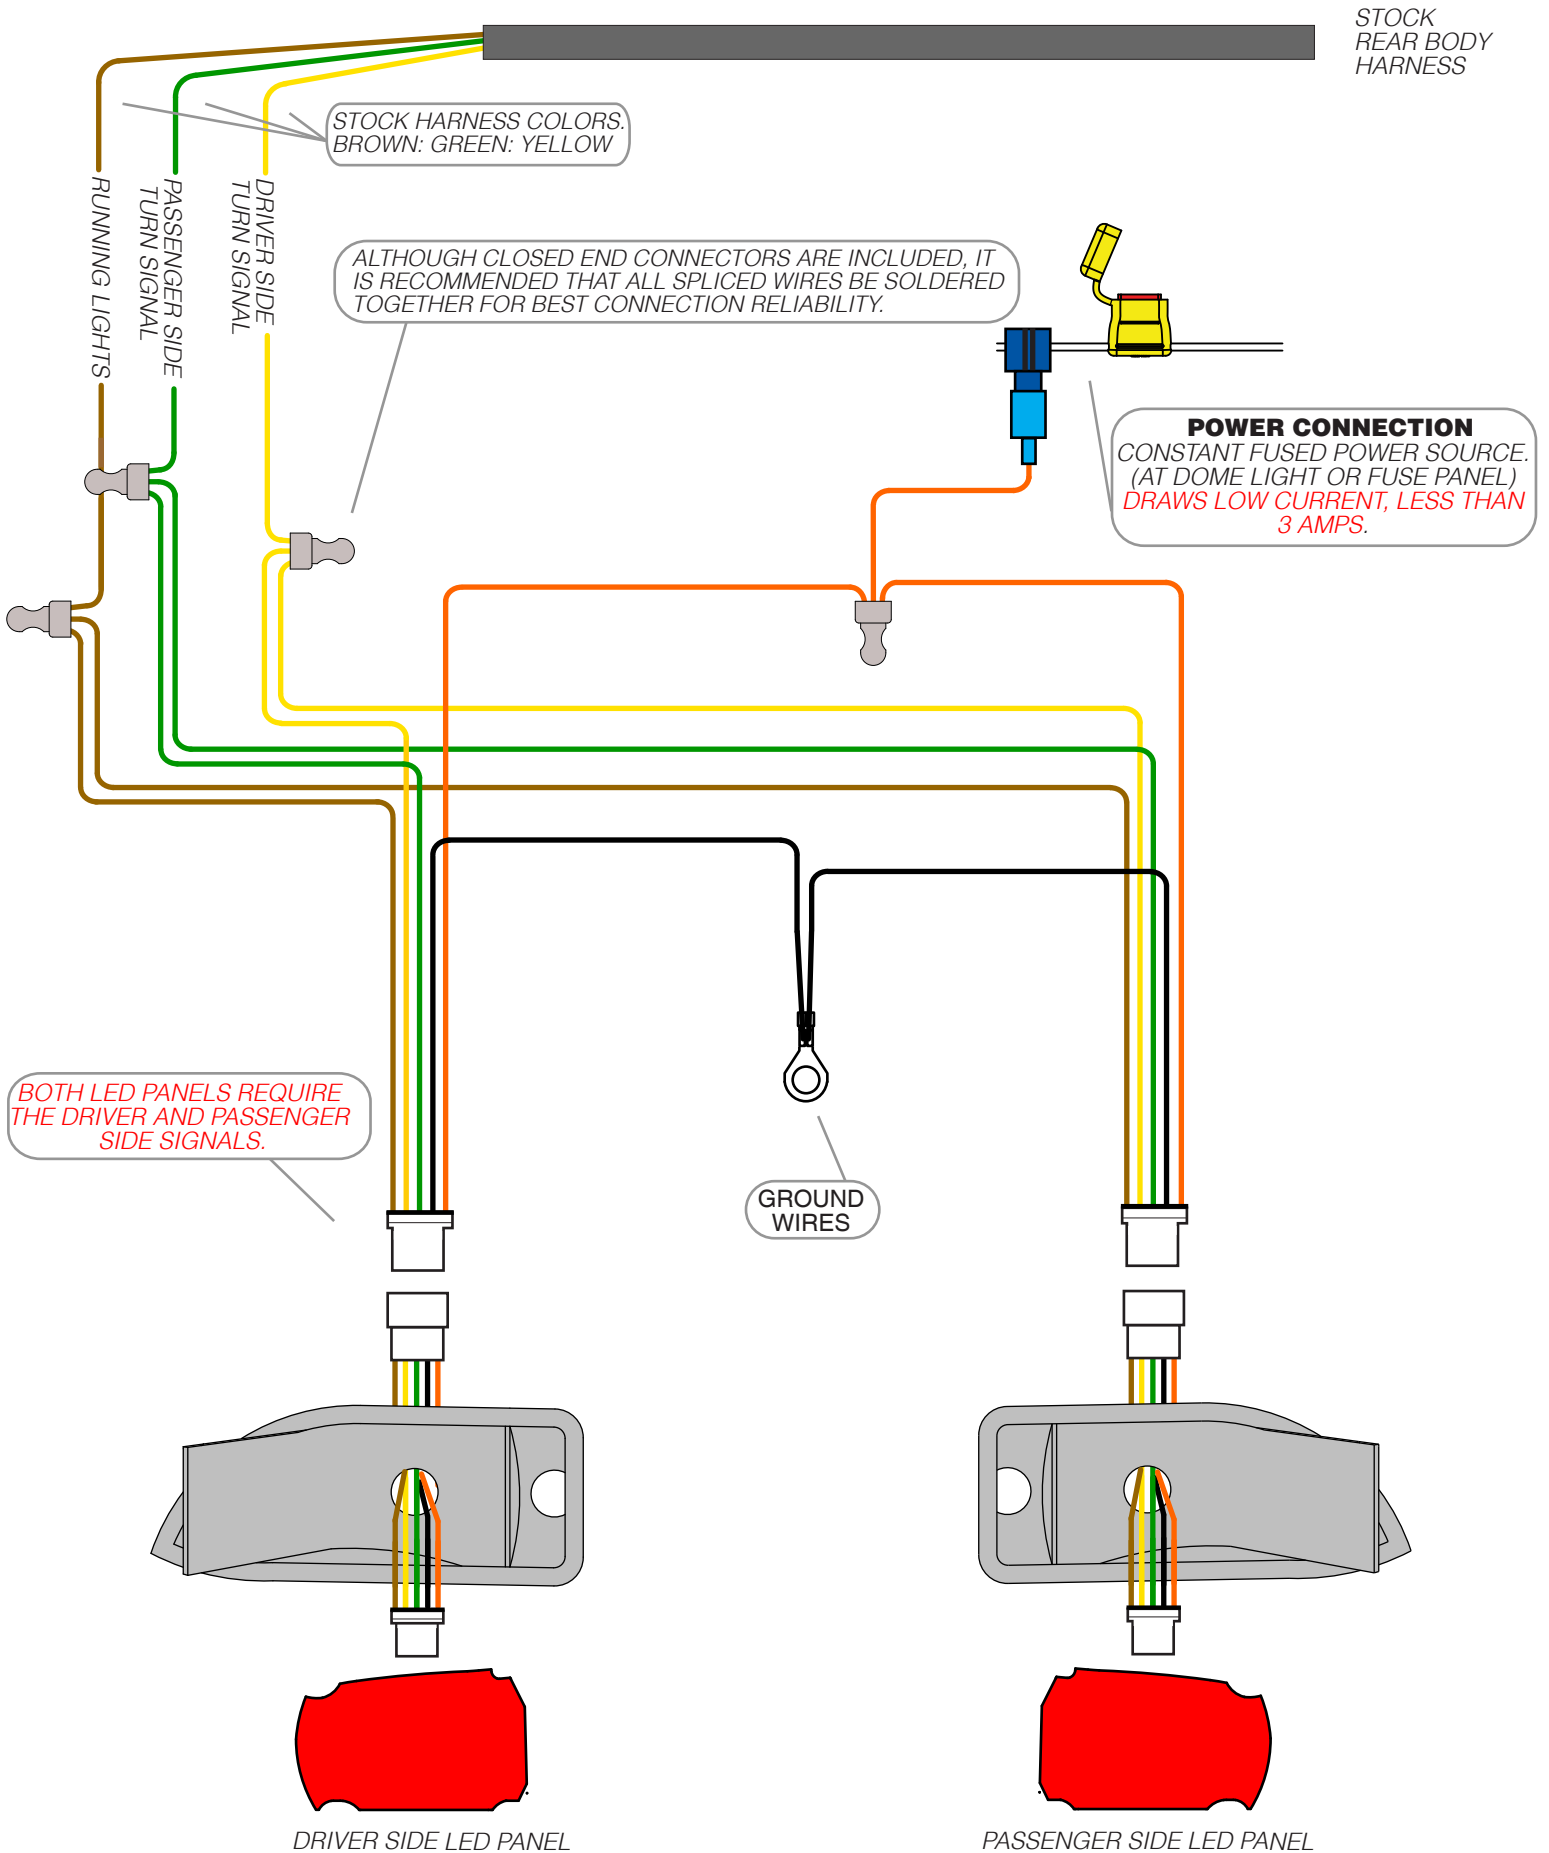 STOCK
REAR BODY
HARNESS
STOCK HARNESS COLORS.
BROWN: GREEN: YELLOW
RUNNING LIGHTS
PASSENGER SIDE
TURN SIGNAL
DRIVER SIDE
TURN SIGNAL
ALTHOUGH CLOSED END CONNECTORS ARE INCLUDED, IT
IS RECOMMENDED THAT ALL SPLICED WIRES BE SOLDERED
TOGETHER FOR BEST CONNECTION RELIABILITY.
POWER CONNECTION
CONSTANT FUSED POWER SOURCE.
(AT DOME LIGHT OR FUSE PANEL)
DRAWS LOW CURRENT, LESS THAN
3 AMPS.
BOTH LED PANELS REQUIRE
THE DRIVER AND PASSENGER
SIDE SIGNALS.
GROUND
WIRES
DRIVER SIDE LED PANEL
PASSENGER SIDE LED PANEL